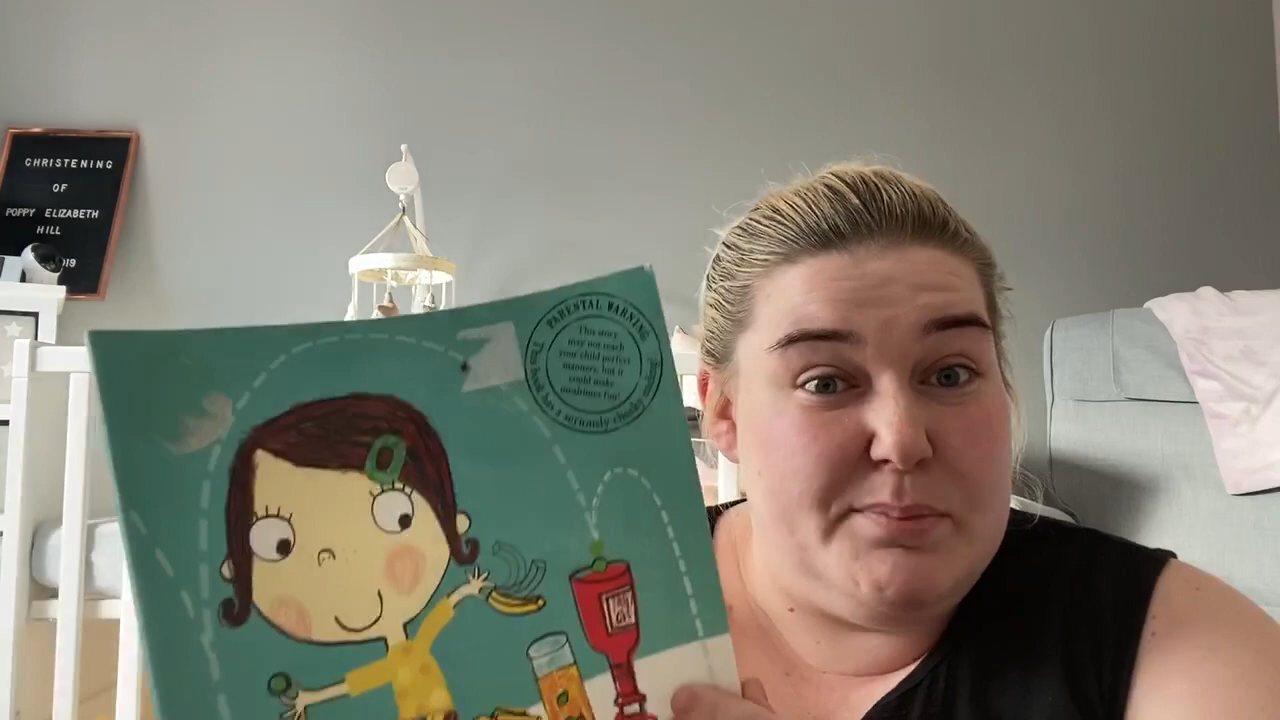 CHRISTENING
OF
POPPY ELIZABETH
HILL
PARENTAL WARNING
This story
may not teach
your child perfect
manners, but it
could make
mealtimes fun!
This book has a seriously cheeky ending!